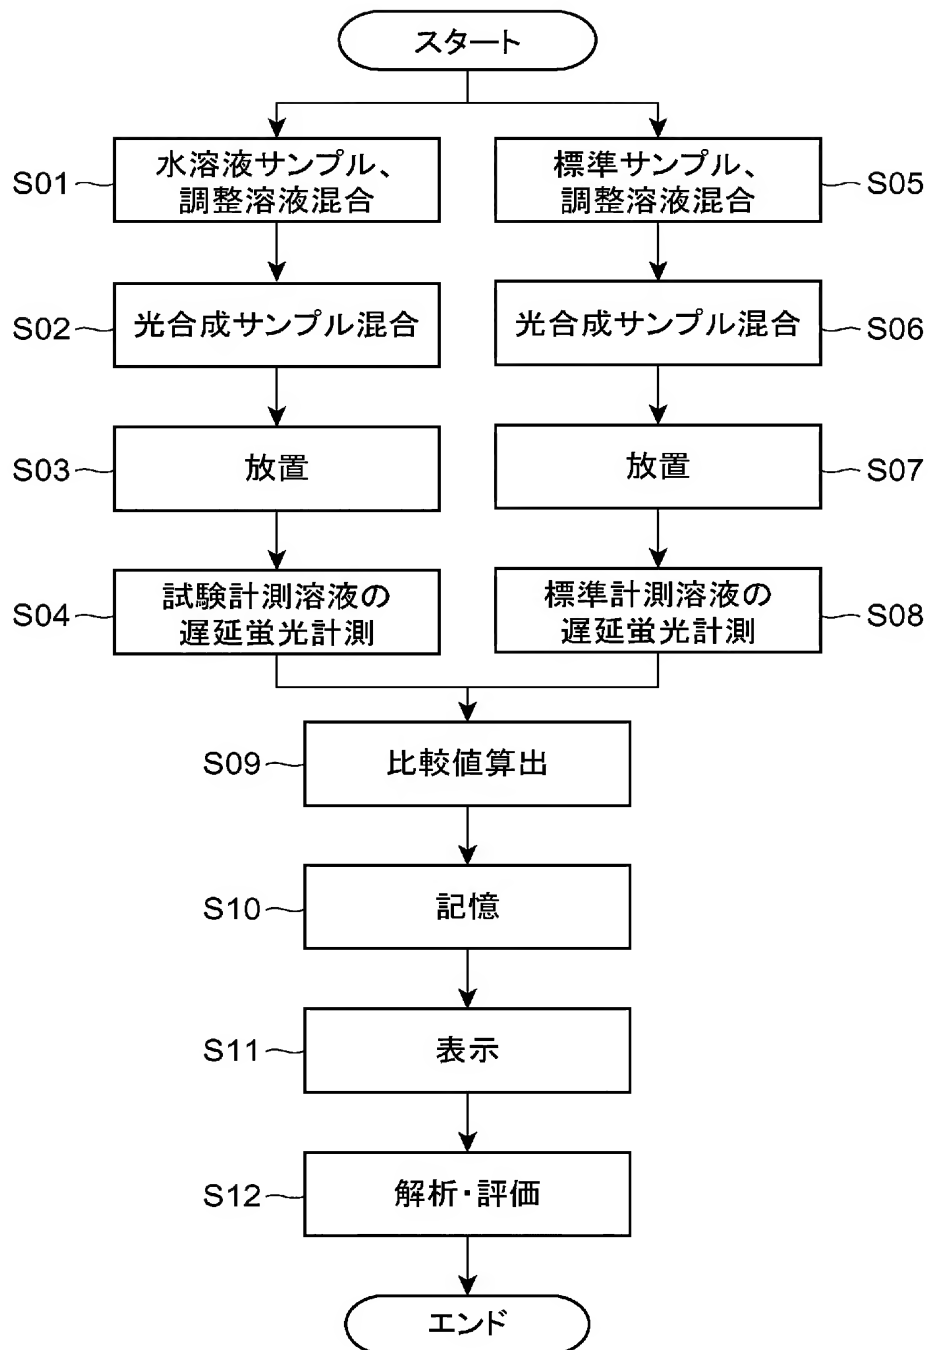 スタート
S01
水溶液サンプル、
調整溶液混合
標準サンプル、
調整溶液混合
S05
S02
光合成サンプル混合
光合成サンプル混合
S06
S03
放置
放置
S07
S04
試験計測溶液の
遅延蛍光計測
標準計測溶液の
遅延蛍光計測
S08
S09
比較値算出
S10
記憶
S11
表示
S12
解析・評価
エンド